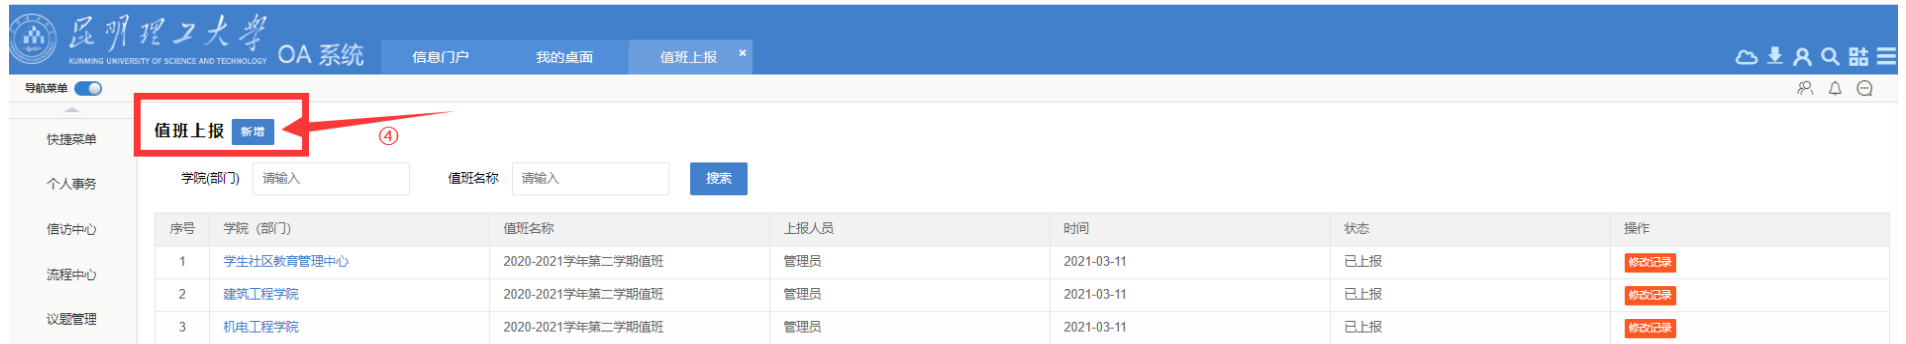 昆明理工大学
KUNMING UNIVERSITY OF SCIENCE AND TECHNOLOGY
OA 系统 信息门户 我的桌面 值班上报 ×
导航菜单
值班上报 新增
④
快捷菜单
个人事务
信访中心
流程中心
议题管理
学院(部门) 请输入 值班名称 请输入 搜索
序号 学院（部门） 值班名称 上报人员 时间 状态 操作
1 学生社区教育管理中心 2020-2021学年第二学期值班 管理员 2021-03-11 已上报 修改记录
2 建筑工程学院 2020-2021学年第二学期值班 管理员 2021-03-11 已上报 修改记录
3 机电工程学院 2020-2021学年第二学期值班 管理员 2021-03-11 已上报 修改记录